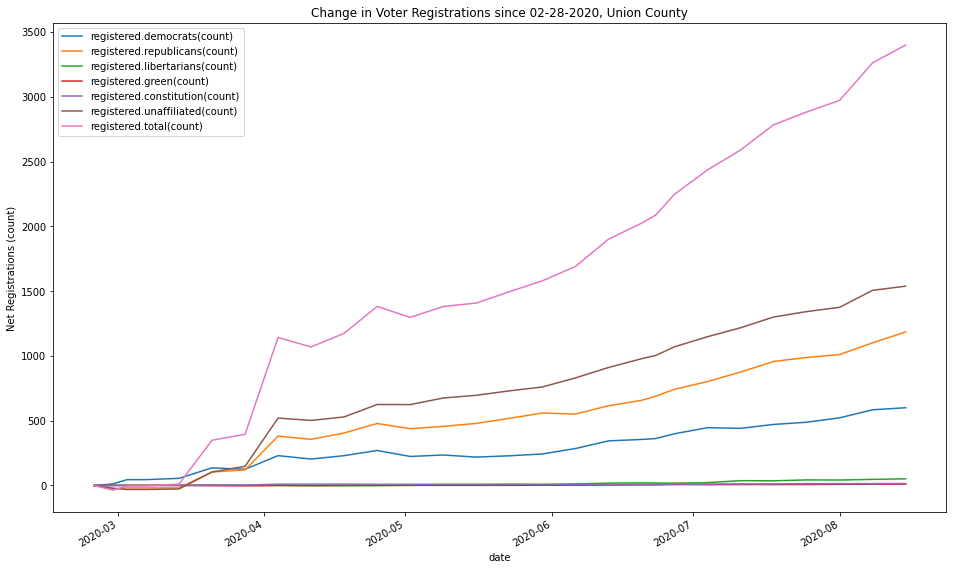 Change in Voter Registrations since 02-28-2020, Union County
registered.democrats(count)
registered.republicans(count)
registered.libertarians(count)
registered.green(count)
registered.constitution(count)
registered.unaffiliated(count)
registered.total(count)
Net Registrations (count)
3500
3000
2500
2000
1500
1000
500
0
2020-03
2020-04
2020-05
2020-06
2020-07
2020-08
date